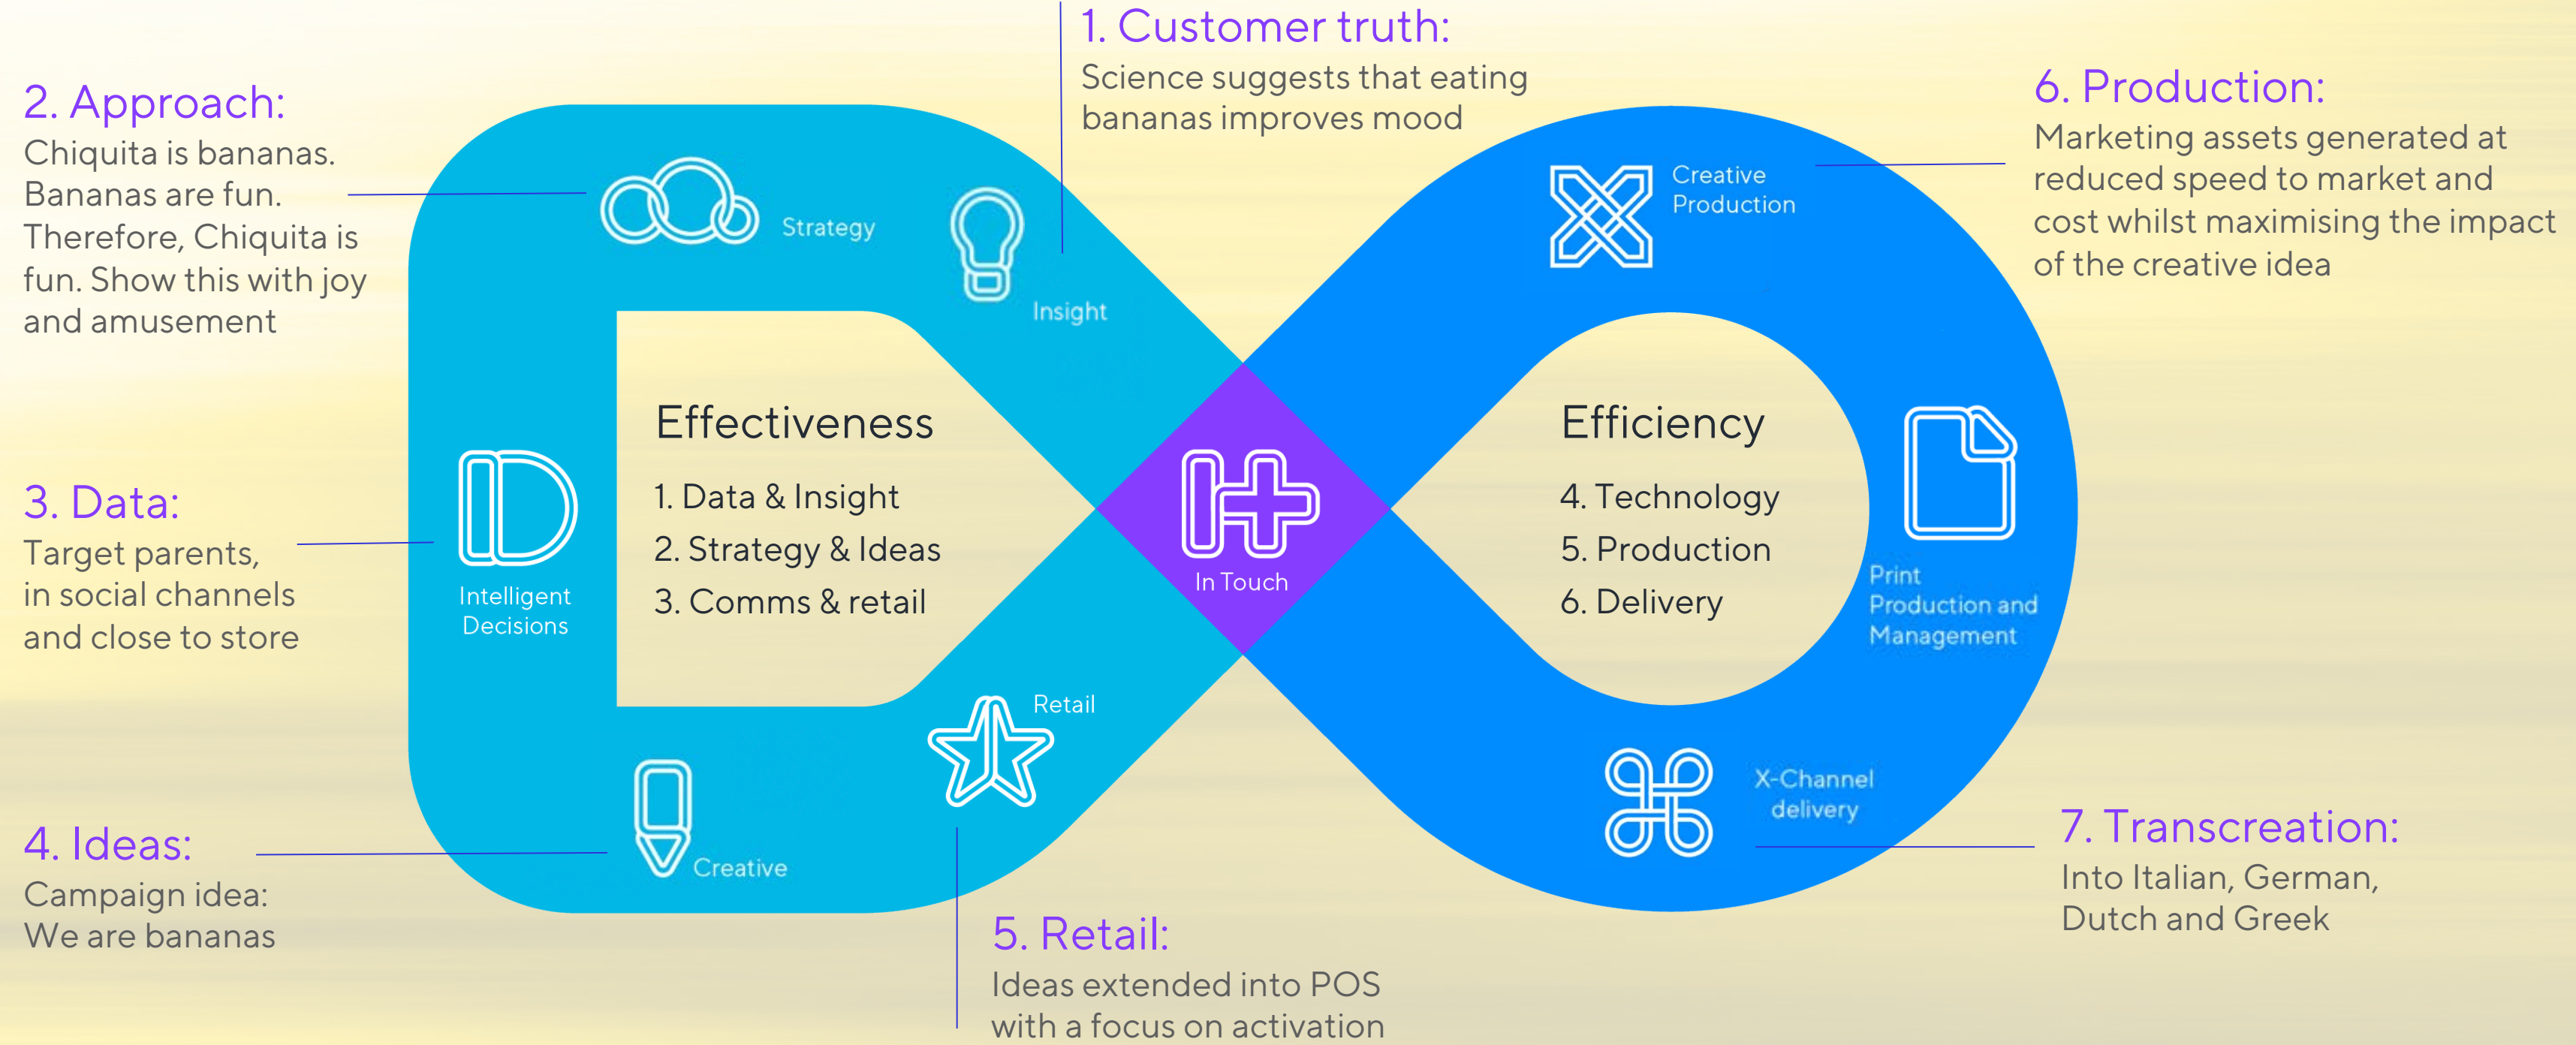 1. Customer truth:
Science suggests that eating
bananas improves mood
2. Approach:
Chiquita is bananas.
Bananas are fun.
Therefore, Chiquita is
fun. Show this with joy
and amusement
3. Data:
Target parents,
in social channels
and close to store
4. Ideas:
Campaign idea:
We are bananas
5. Retail:
Ideas extended into POS
with a focus on activation
6. Production:
Marketing assets generated at
reduced speed to market and
cost whilst maximising the impact
of the creative idea
7. Transcreation:
Into Italian, German,
Dutch and Greek
Strategy
Insight
Intelligent
Decisions
Creative
Retail
Effectiveness
1. Data & Insight
2. Strategy & Ideas
3. Comms & retail
In Touch
Efficiency
4. Technology
5. Production
6. Delivery
Creative
Production
Print
Production and
Management
X-Channel
delivery